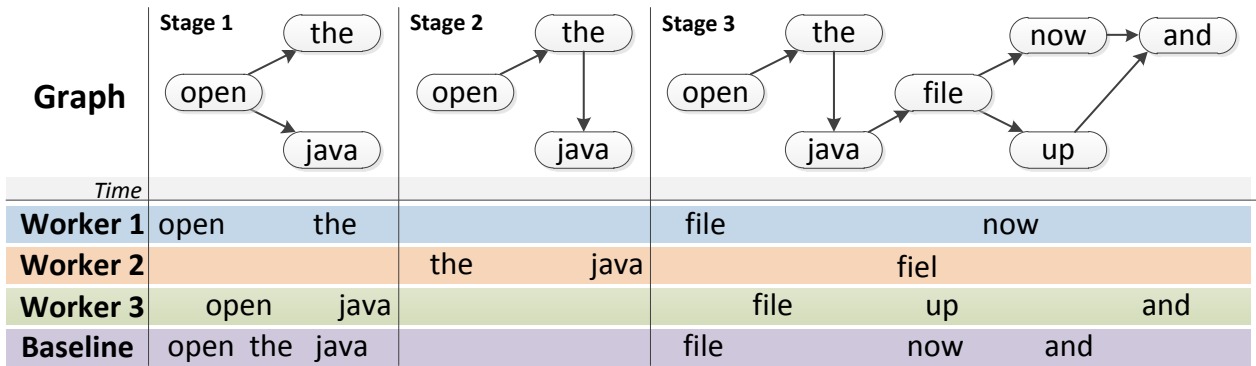 Stage 1 the Stage 2 the Stage 3 the now and
Graph open open open file
java java java up
Time
Worker 1 open the file now
Worker 2 the java fiel
Worker 3 open java file up and
Baseline open the java file now and